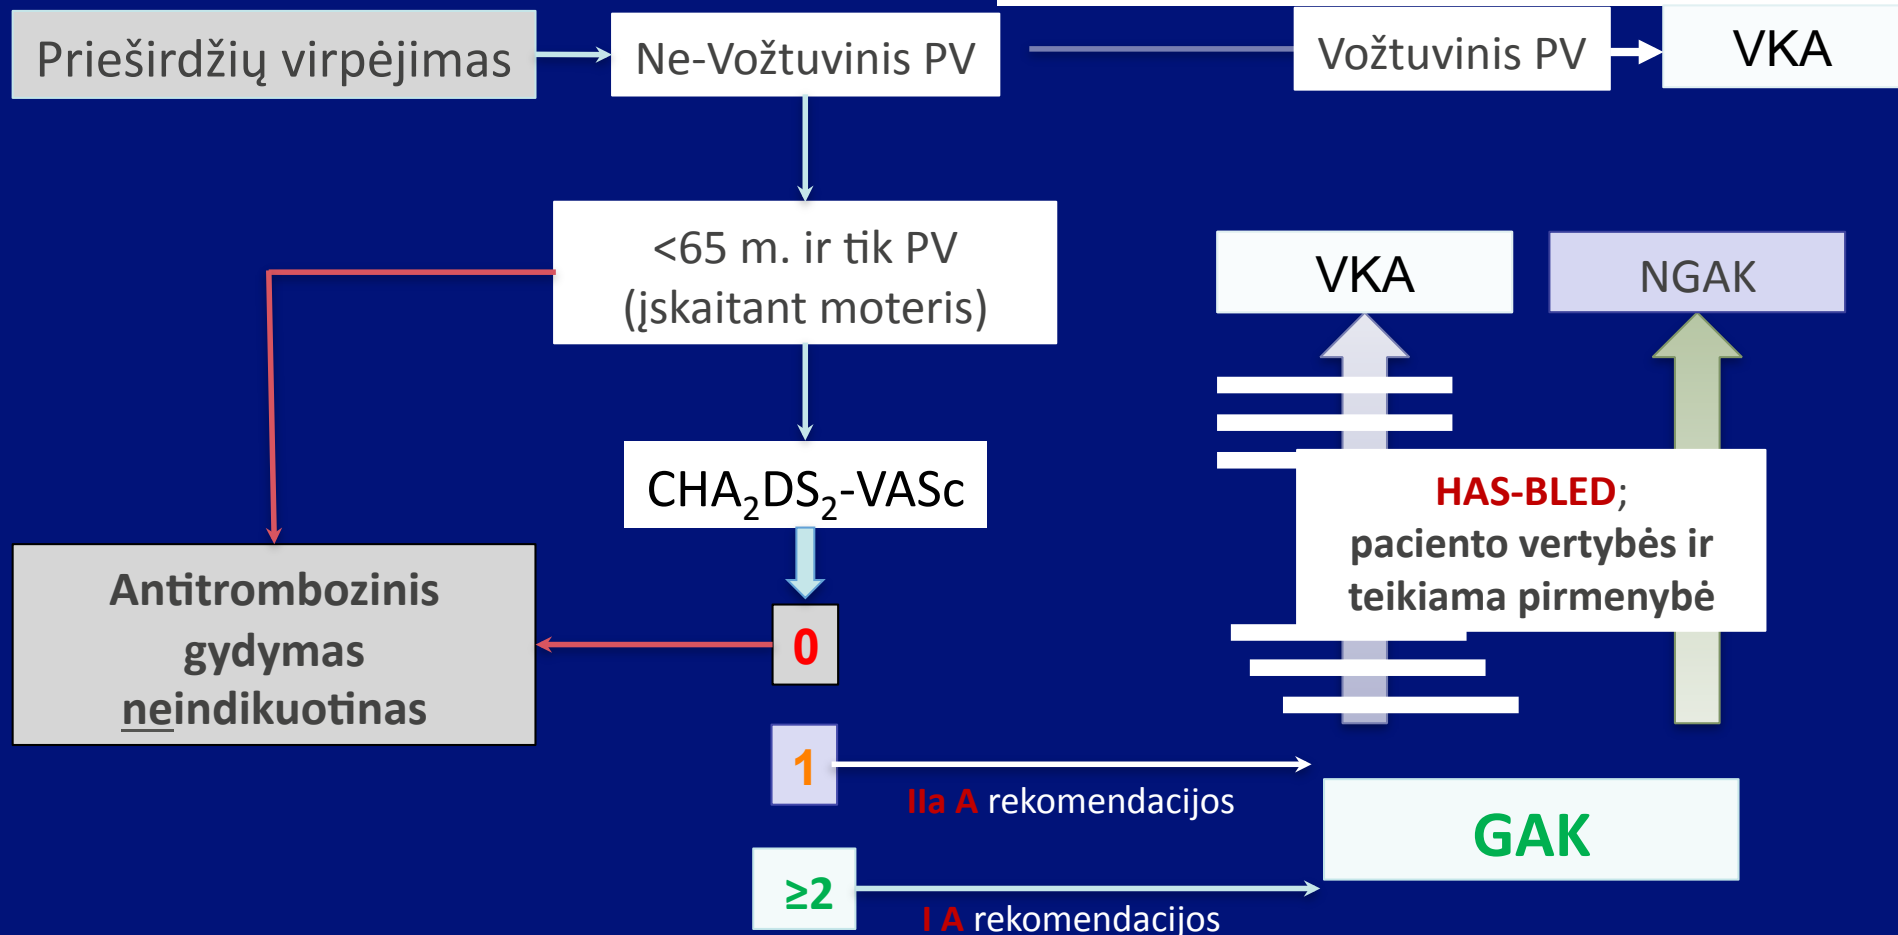 Prieširdžių virpėjimas
Ne-Vožtuvinis PV
Vožtuvinis PV
VKA
<65 m. ir tik PV
(įskaitant moteris)
VKA
NGAK
CHA₂DS₂-VASc
HAS-BLED;
paciento vertybės ir
teikiama pirmenybė
Antitrombozinis
gydymas
neindikuotinas
0
1
IIa A rekomendacijos
GAK
≥2
I A rekomendacijos